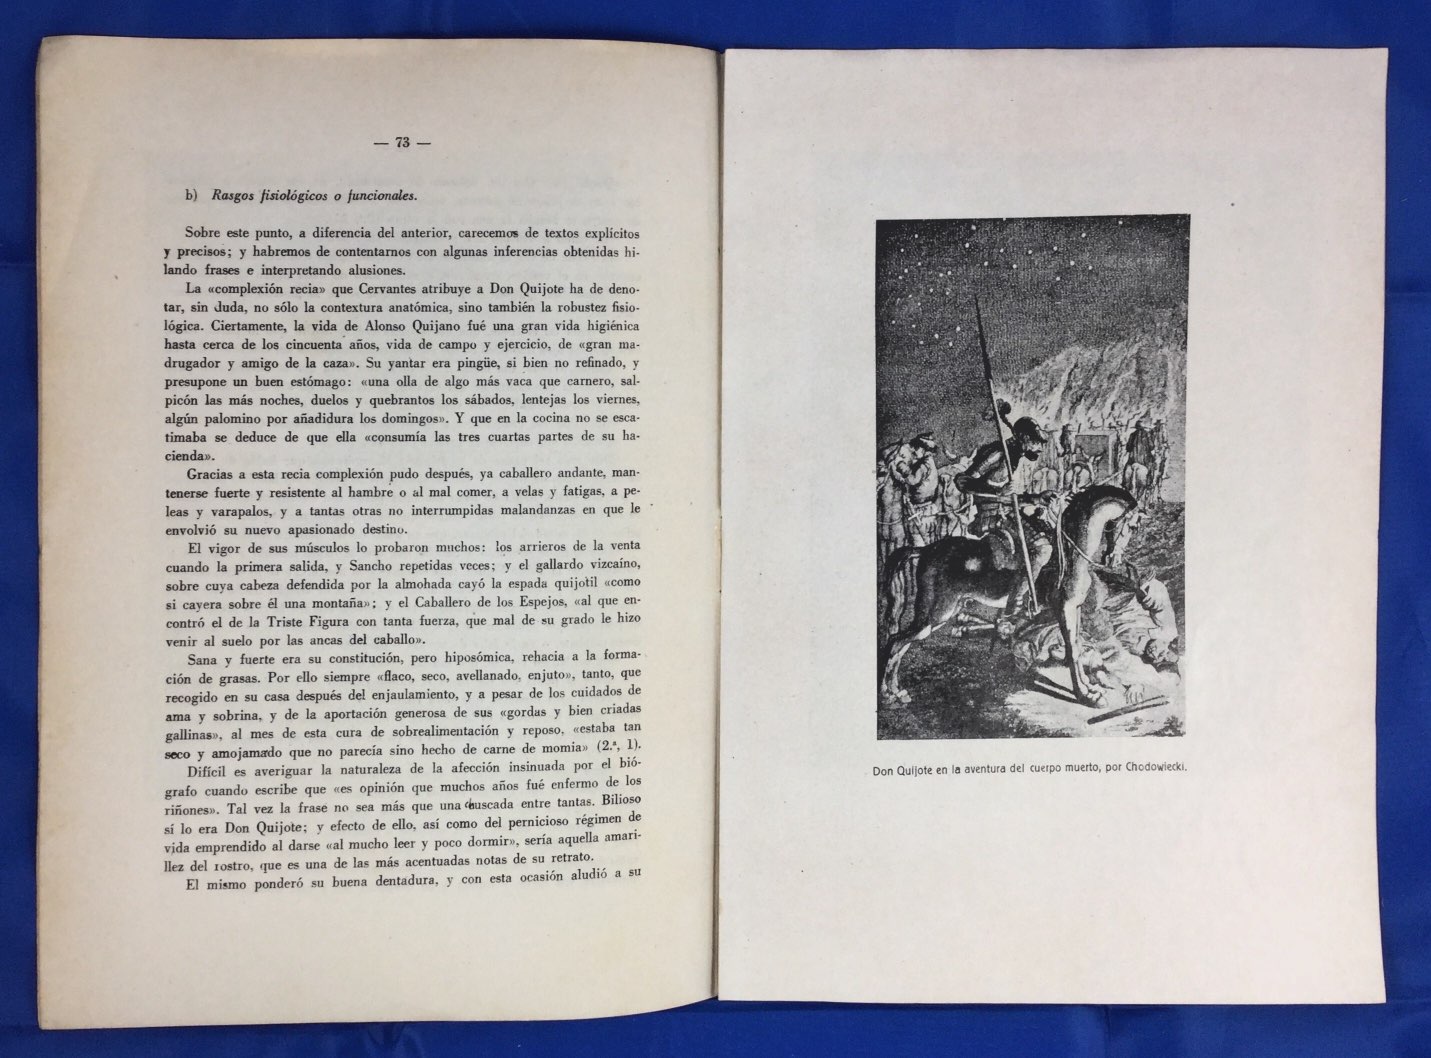 — 73 —
b) Rasgos fisiológicos o funcionales.
Sobre este punto, a diferencia del anterior, carecemos de textos explícitos
y precisos; y habremos de contentarnos con algunas inferencias obtenidas hi-
lando frases e interpretando alusiones.
La «complexión recia» que Cervantes atribuye a Don Quijote ha de deno-
tar, sin duda, no sólo la contextura anatómica, sino también la robustez fisio-
lógica. Ciertamente, la vida de Alonso Quijano fué una gran vida higiénica
hasta cerca de los cincuenta años, vida de campo y ejercicio, de «gran ma-
drugador y amigo de la caza». Su yantar era pingüe, si bien no refinado, y
presupone un buen estómago: «una olla de algo más vaca que carnero, sal-
picón las más noches, duelos y quebrantos los sábados, lentejas los viernes,
algún palomino por añadidura los domingos». Y que en la cocina no se esca-
timaba se deduce de que ella «consumía las tres cuartas partes de su ha-
cienda».
Gracias a esta recia complexión pudo después, ya caballero andante, man-
tenerse fuerte y resistente al hambre o al mal comer, a velas y fatigas, a pe-
leas y varapalos, y a tantas otras no interrumpidas malandanzas en que le
envolvió su nuevo apasionado destino.
El vigor de sus músculos lo probaron muchos: los arrieros de la venta
cuando la primera salida, y Sancho repetidas veces; y el gallardo vizcaíno,
sobre cuya cabeza defendida por la almohada cayó la espada quijotil «como
si cayera sobre él una montaña»; y el Caballero de los Espejos, «al que en-
contró el de la Triste Figura con tanta fuerza, que mal de su grado le hizo
venir al suelo por las ancas del caballo».
Sana y fuerte era su constitución, pero hiposómica, rehacia a la forma-
ción de grasas. Por ello siempre «flaco, seco, avellanado, enjuto», tanto, que
recogido en su casa después del enjaulamiento, y a pesar de los cuidados de
ama y sobrina, y de la aportación generosa de sus «gordas y bien criadas
gallinas», al mes de esta cura de sobrealimentación y reposo, «estaba tan
seco y amojamado que no parecía sino hecho de carne de momia» (2.ª, 1).
Difícil es averiguar la naturaleza de la afección insinuada por el bió-
grafo cuando escribe que «es opinión que muchos años fué enfermo de los
riñones». Tal vez la frase no sea más que una chuscada entre tantas. Bilioso
sí lo era Don Quijote; y efecto de ello, así como del pernicioso régimen de
vida emprendido al darse «al mucho leer y poco dormir», sería aquella amari-
llez del rostro, que es una de las más acentuadas notas de su retrato.
El mismo ponderó su buena dentadura, y con esta ocasión aludió a su
Don Quijote en la aventura del cuerpo muerto, por Chodowiecki.